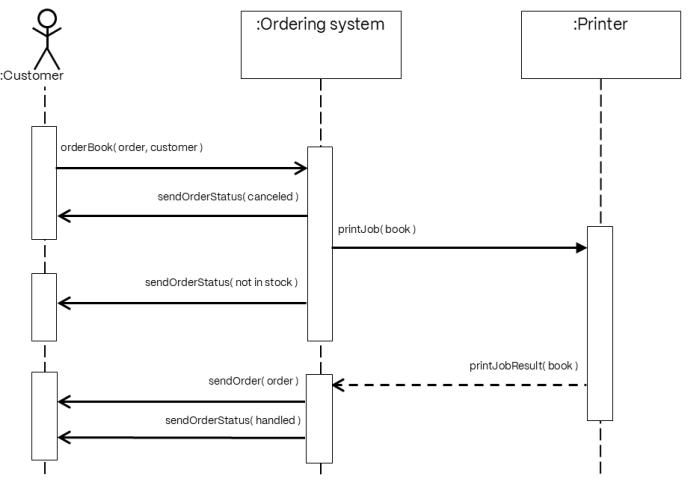 :Ordering system
:Printer
:Customer
orderBook( order, customer )
sendOrderStatus( canceled )
printJob( book )
sendOrderStatus( not in stock )
printJobResult( book )
sendOrder( order )
sendOrderStatus( handled )